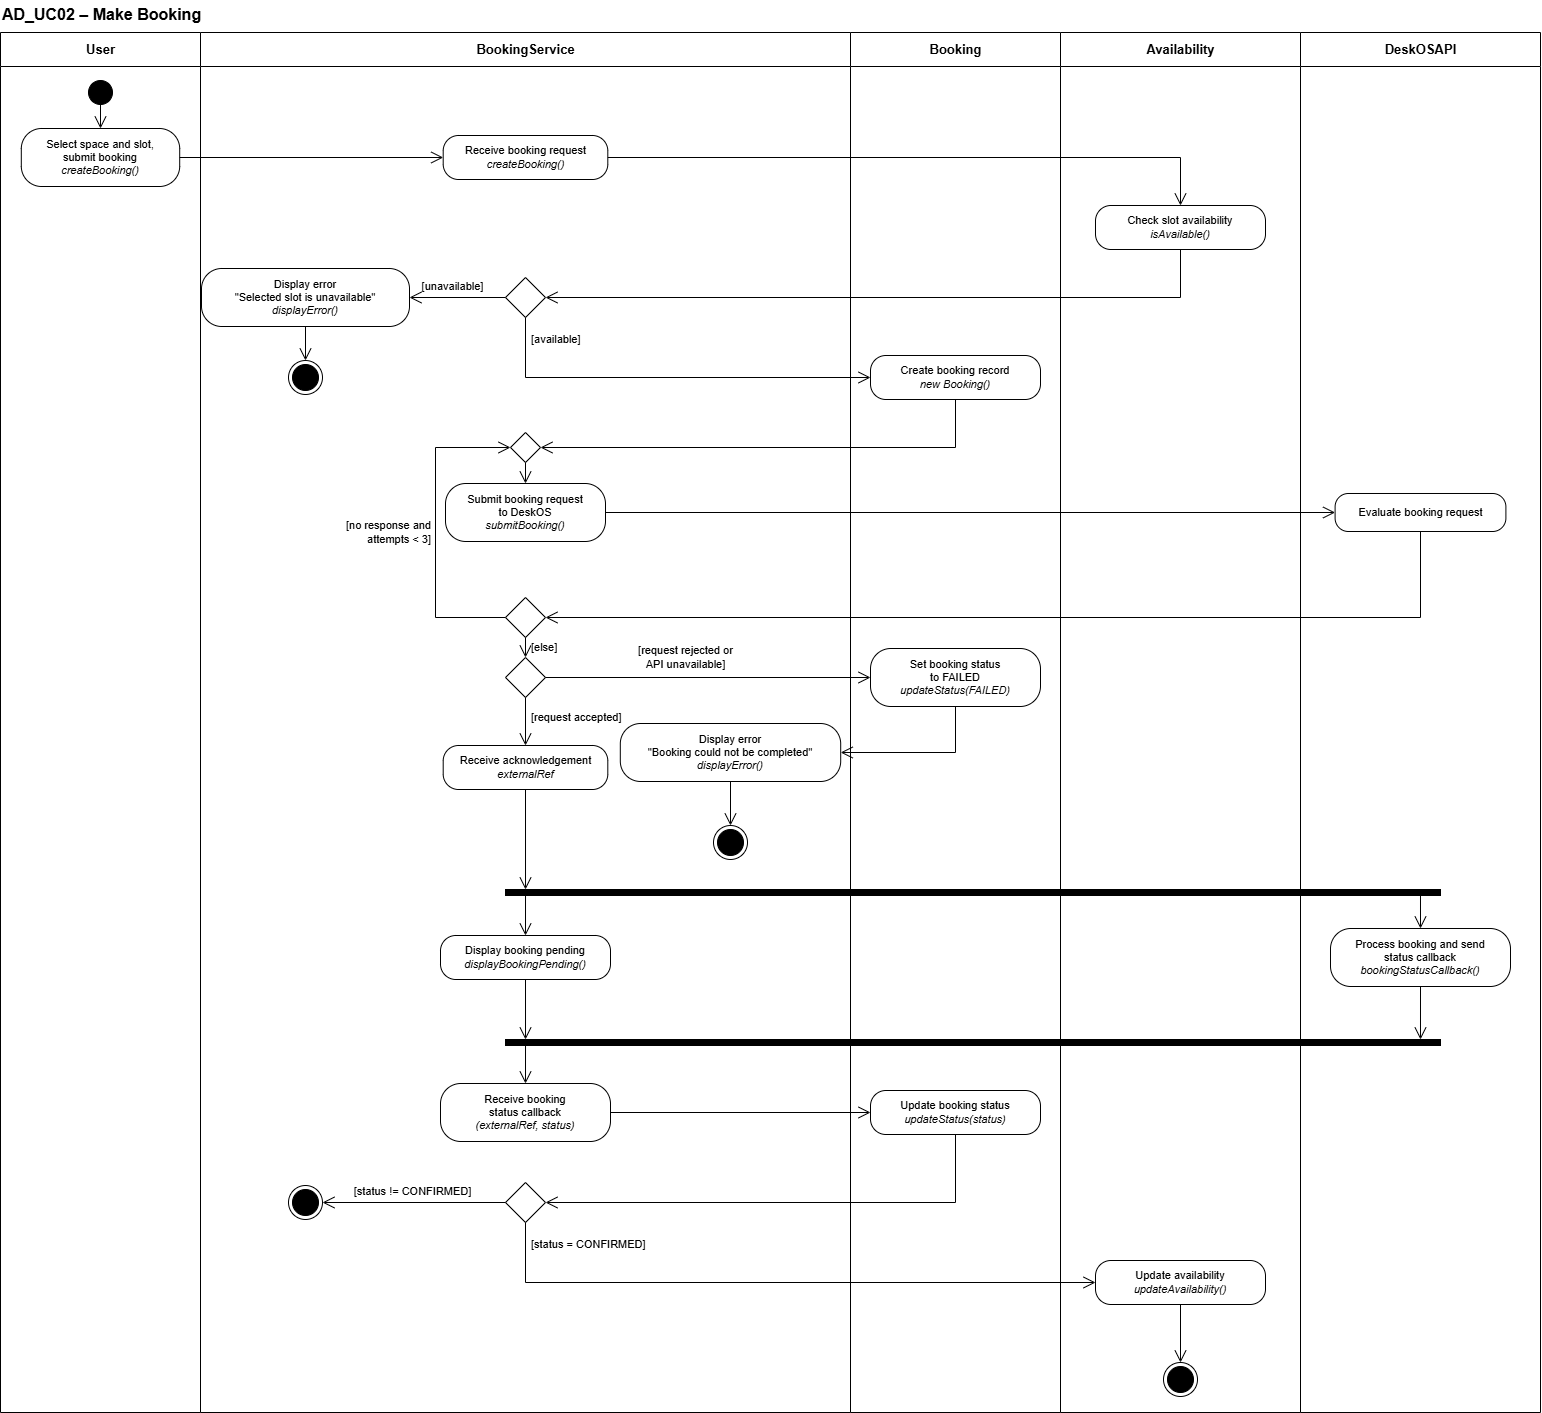 AD_UC02 – Make Booking
User
BookingService
Booking
Availability
DeskOSAPI
Select space and slot,
submit booking
createBooking()
Receive booking request
createBooking()
Check slot availability
isAvailable()
Display error
"Selected slot is unavailable"
displayError()
[unavailable]
[available]
Create booking record
new Booking()
Submit booking request
to DeskOS
submitBooking()
Evaluate booking request
[no response and
attempts < 3]
[else]
[request rejected or
API unavailable]
Set booking status
to FAILED
updateStatus(FAILED)
[request accepted]
Display error
"Booking could not be completed"
displayError()
Receive acknowledgement
externalRef
Display booking pending
displayBookingPending()
Process booking and send
status callback
bookingStatusCallback()
Receive booking
status callback
(externalRef, status)
Update booking status
updateStatus(status)
[status != CONFIRMED]
[status = CONFIRMED]
Update availability
updateAvailability()